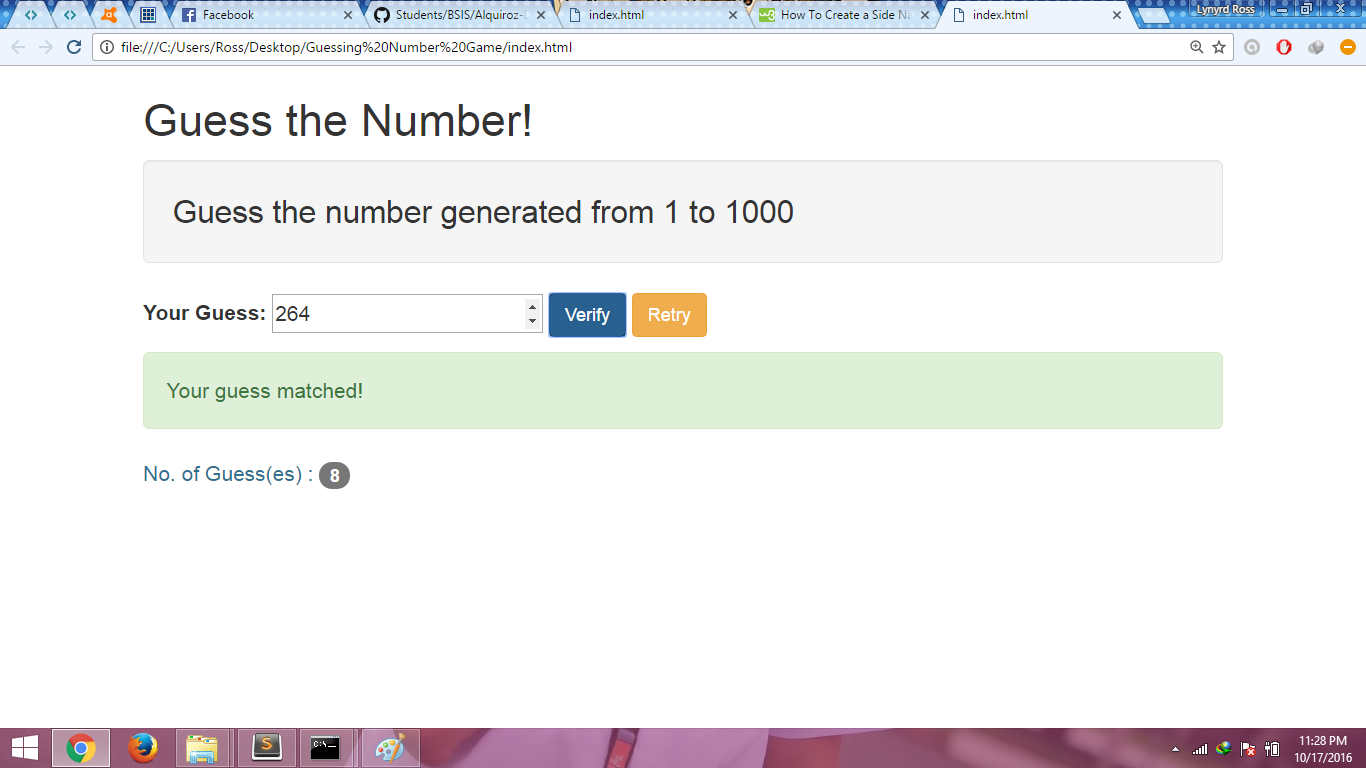 Facebook
Students/BSIS/Alquiroz-
index.html
How To Create a Side Na
index.html
Lynyrd Ross
file:///C:/Users/Ross/Desktop/Guessing%20Number%20Game/index.html
Guess the Number!
Guess the number generated from 1 to 1000
Your Guess: 264 Verify Retry
Your guess matched!
No. of Guess(es) : 8
11:28 PM
10/17/2016